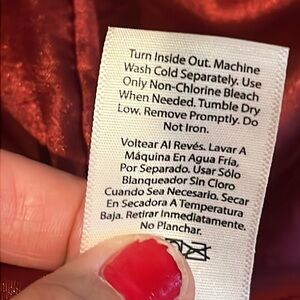 Turn Inside Out. Machine
Wash Cold Separately. Use
Only Non-Chlorine Bleach
When Needed. Tumble Dry
Low. Remove Promptly. Do
Not Iron.
Voltear Al Revés. Lavar A
Máquina En Agua Fría,
Por Separado. Usar Sólo
Blanqueador Sin Cloro
Cuando Sea Necesario. Secar
En Secadora A Temperatura
Baja. Retirar Inmediatamente.
No Planchar.